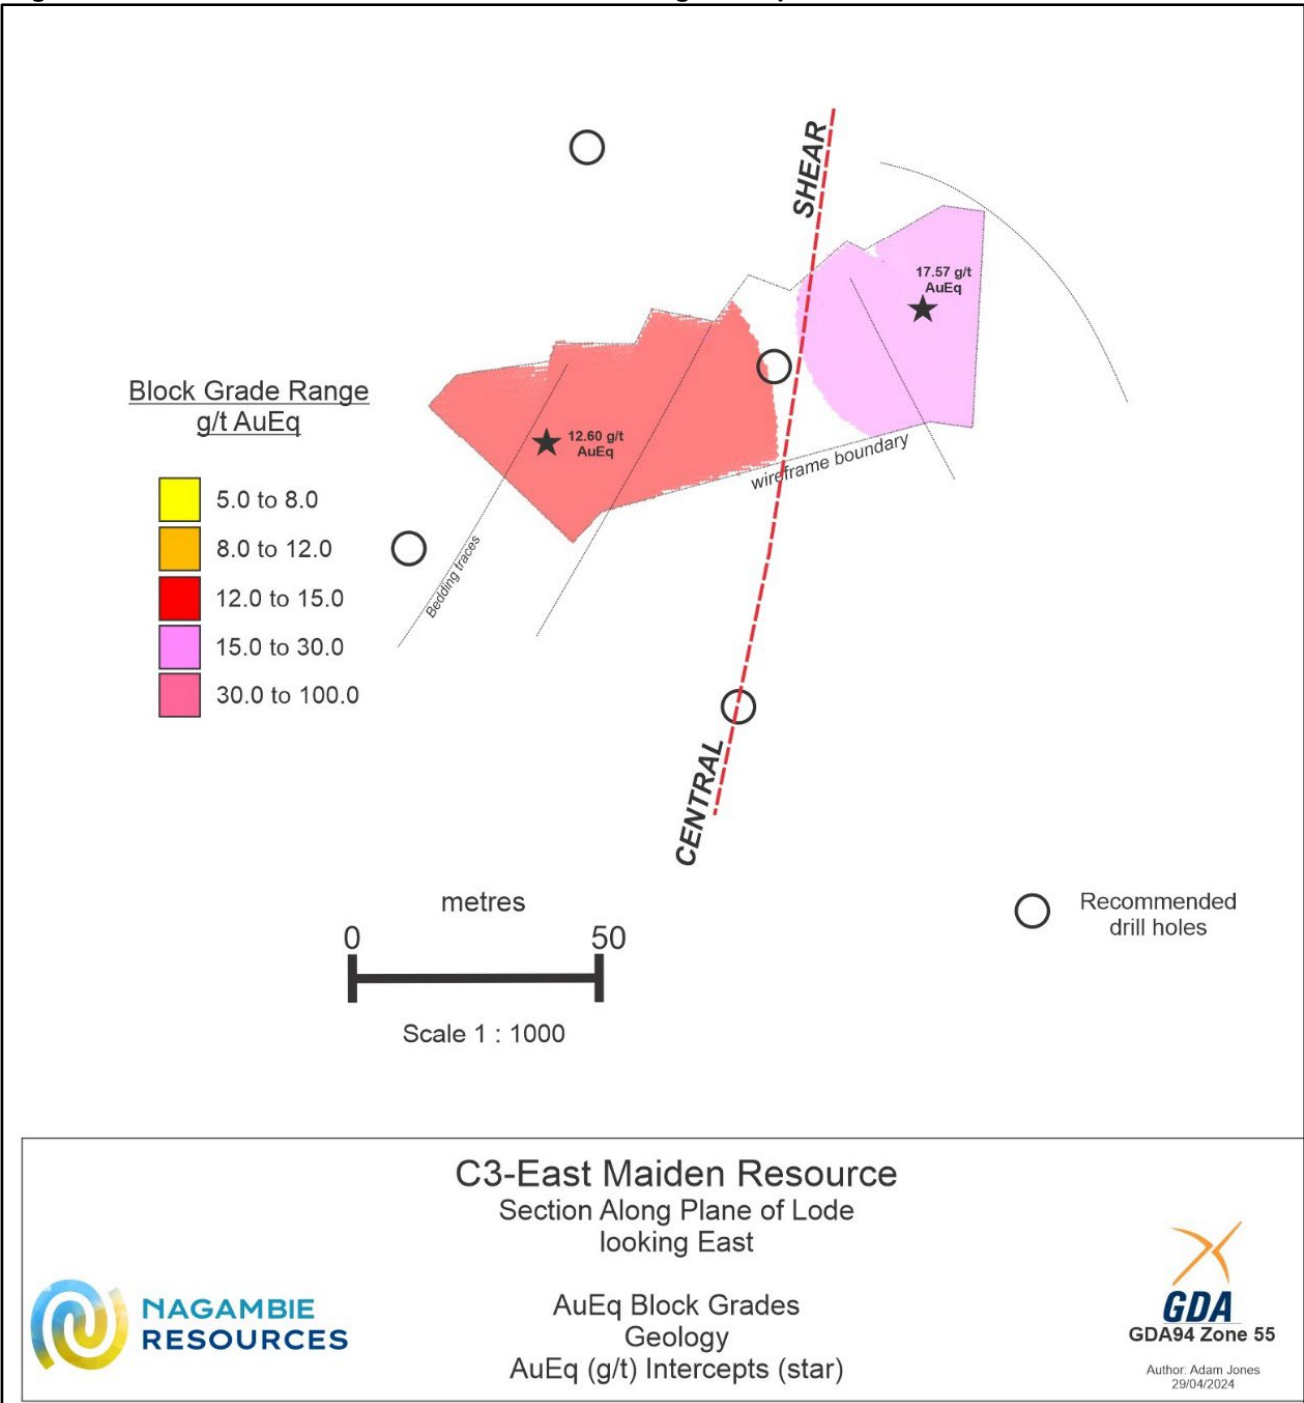 SHEAR
17.57 g/t
AuEq
Block Grade Range
g/t AuEq
12.60 g/t
AuEq
wireframe boundary
5.0 to 8.0
8.0 to 12.0
12.0 to 15.0
15.0 to 30.0
30.0 to 100.0
Bedding traces
CENTRAL
metres
0 50
Scale 1 : 1000
Recommended
drill holes
C3-East Maiden Resource
Section Along Plane of Lode
looking East
AuEq Block Grades
Geology
AuEq (g/t) Intercepts (star)
NAGAMBIE
RESOURCES
GDA
GDA94 Zone 55
Author: Adam Jones
29/04/2024